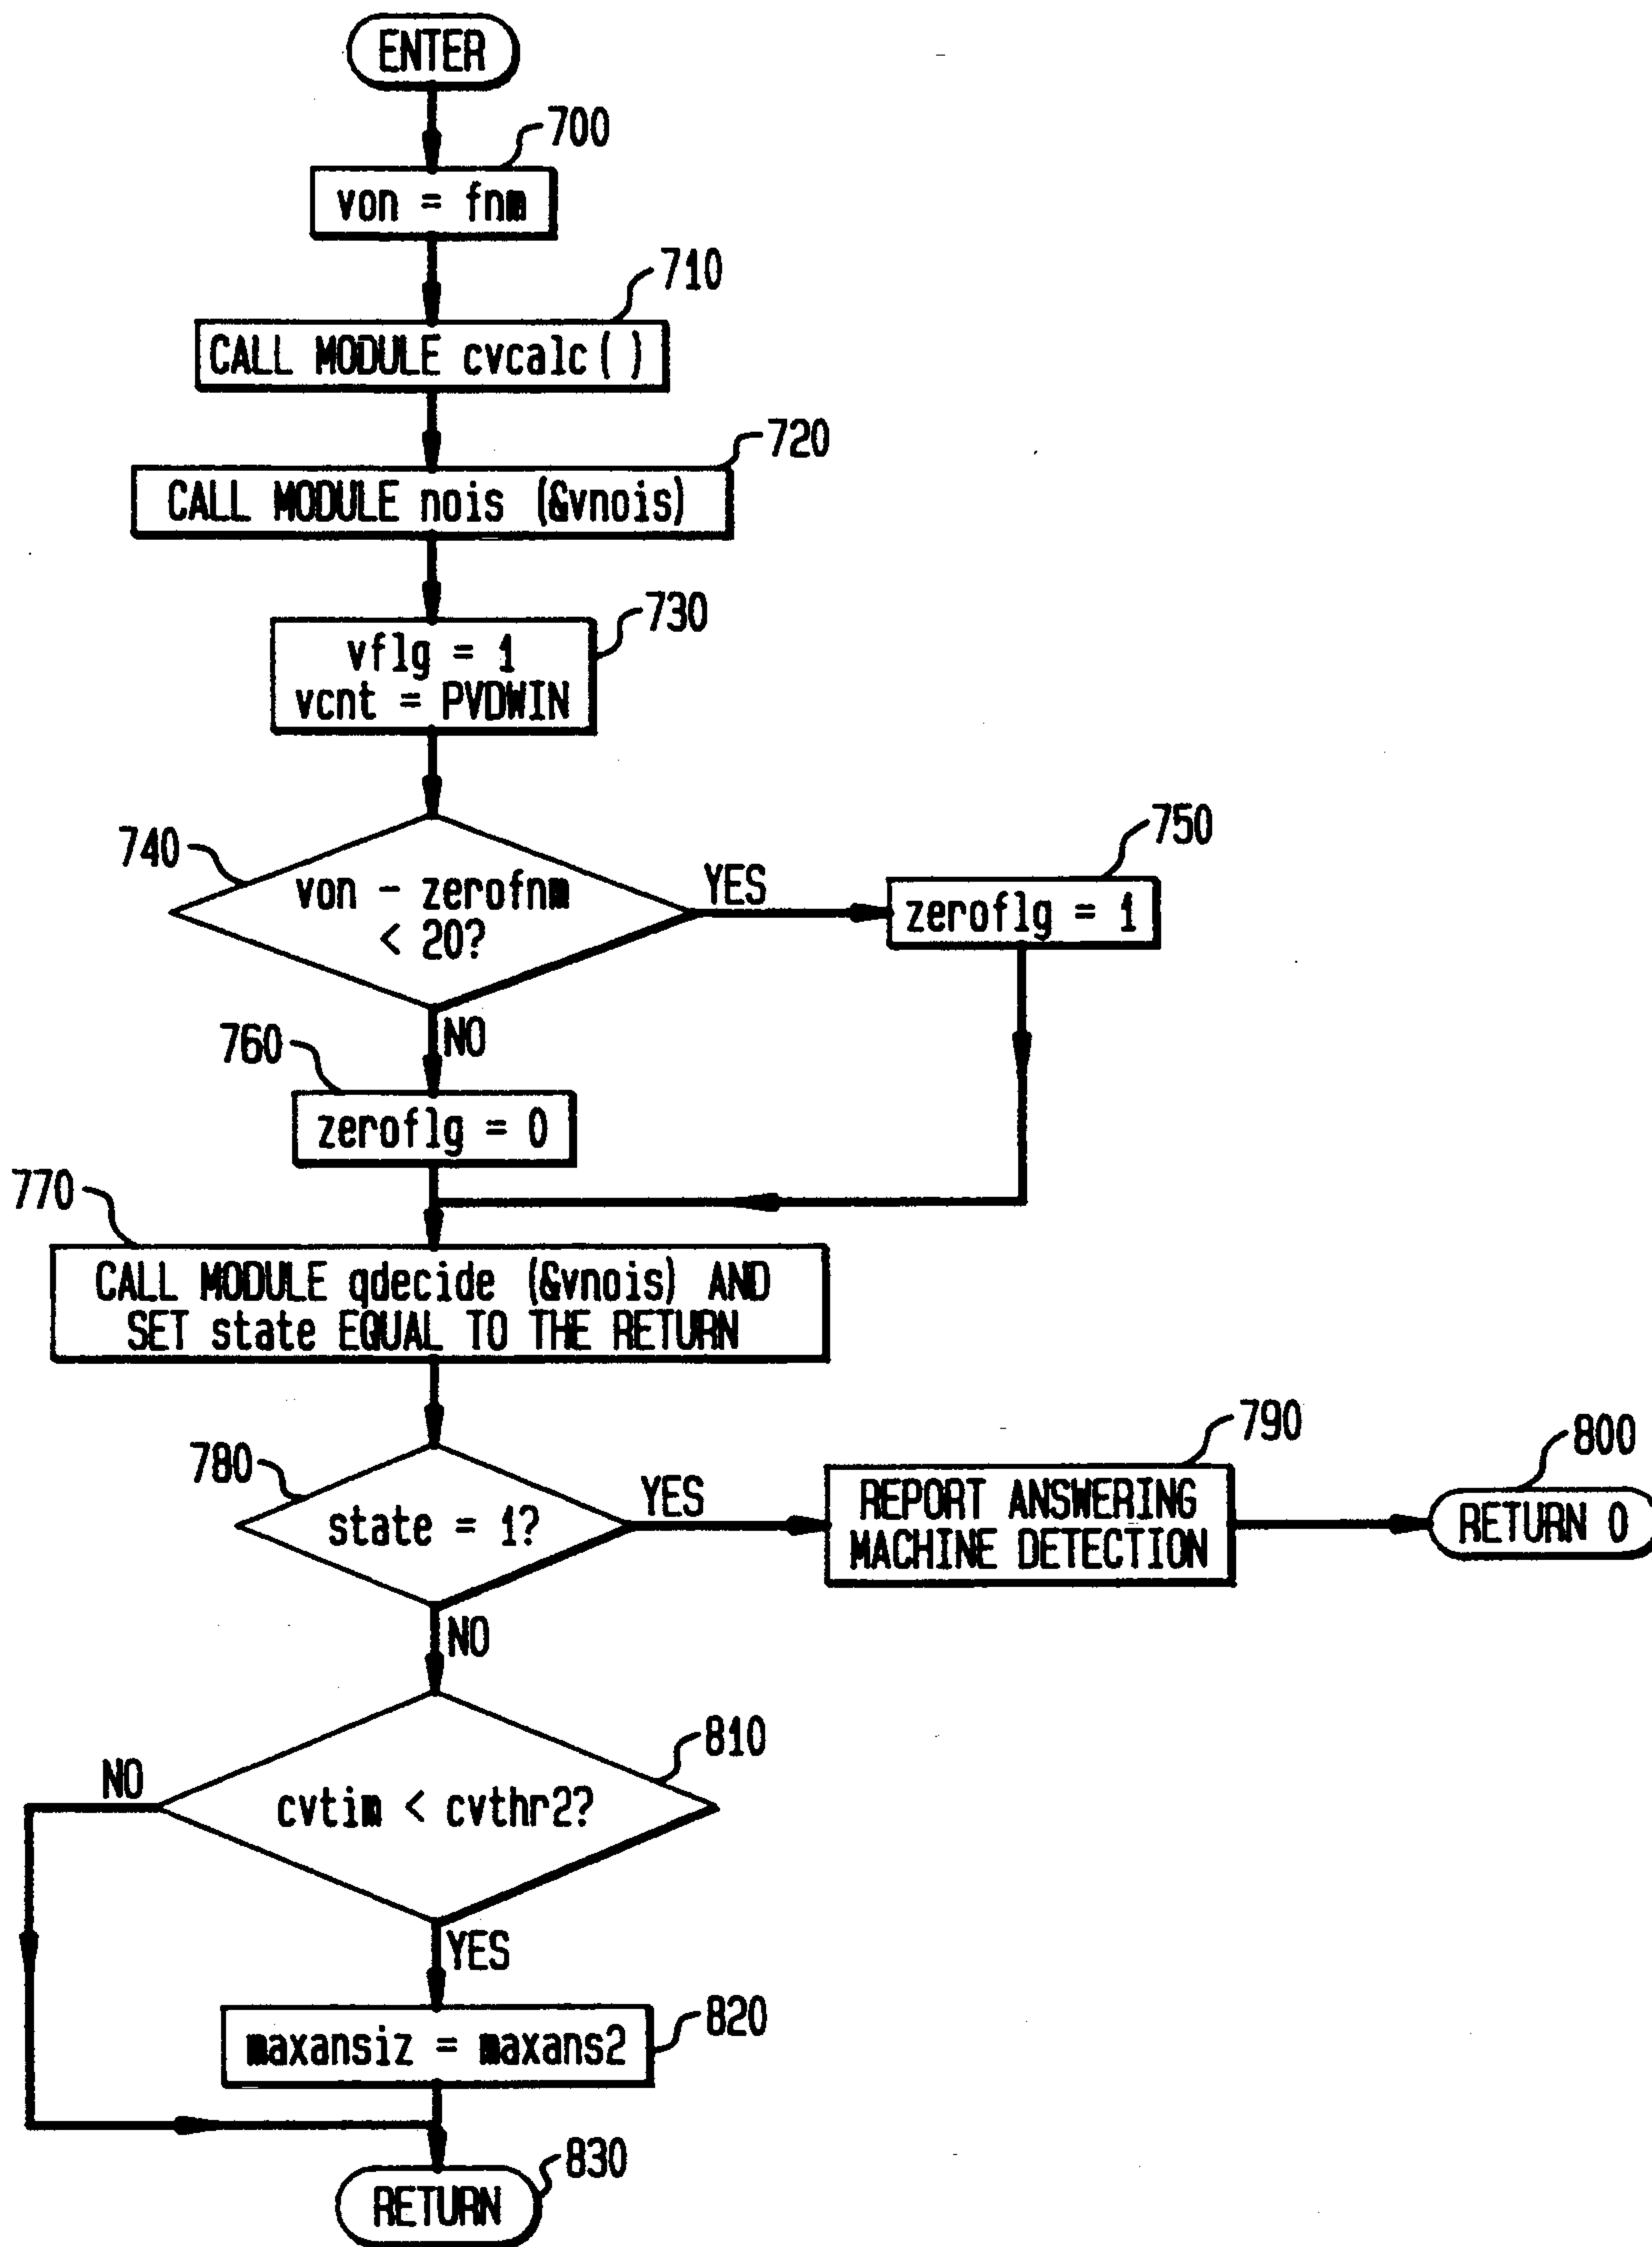 ENTER
700
von = fnm
710
CALL MODULE cvcalc( )
720
CALL MODULE nois (&vnois)
730
vflg = 1
vcnt = PVDWIN
740
von - zerofnm
< 20?
YES
750
zeroflg = 1
NO
760
zeroflg = 0
770
CALL MODULE qdecide (&vnois) AND
SET state EQUAL TO THE RETURN
780
state = 1?
YES
790
REPORT ANSWERING
MACHINE DETECTION
800
RETURN 0
NO
810
cvtim < cvthr2?
NO
YES
820
maxansiz = maxans2
830
RETURN